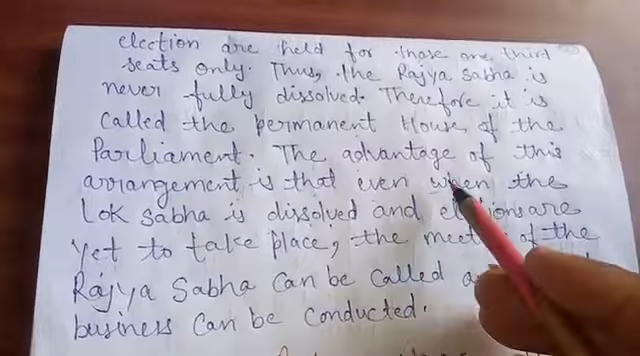 election are held for those one third
seats only. Thus, the Rajya Sabha is
never fully dissolved. Therefore it is
called the permanent House of the
Parliament. The advantage of this
arrangement is that even when the
Lok Sabha is dissolved and elections are
yet to take place, the of the
Rajya Sabha can be called
business can be conducted.